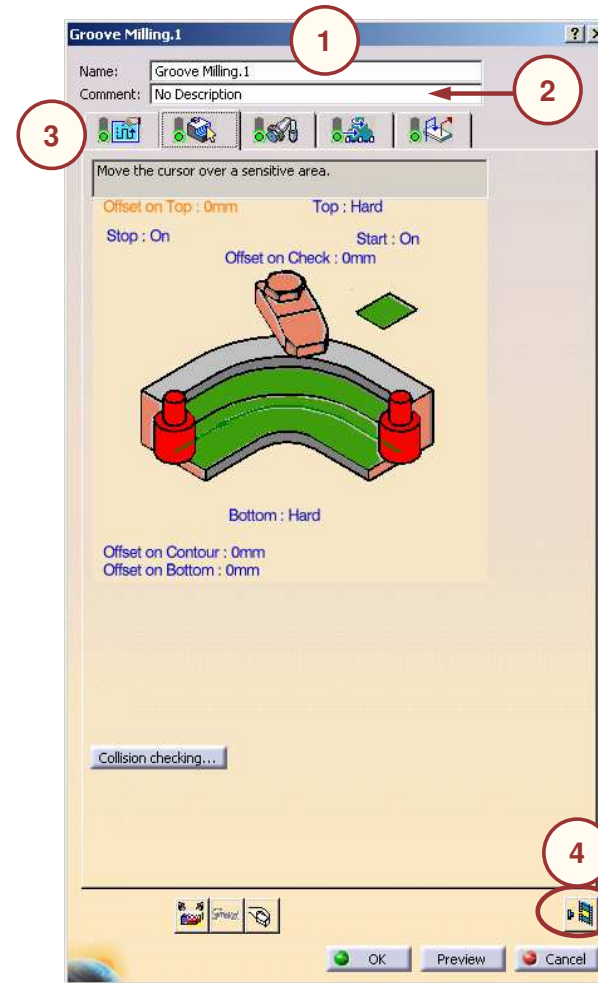 Groove Milling.1
1
Name: Groove Milling.1
Comment: No Description
2
3
Move the cursor over a sensitive area.
Offset on Top : 0mm Top : Hard
Stop : On Start : On
Offset on Check : 0mm
Bottom : Hard
Offset on Contour : 0mm
Offset on Bottom : 0mm
Collision checking...
4
OK Preview Cancel